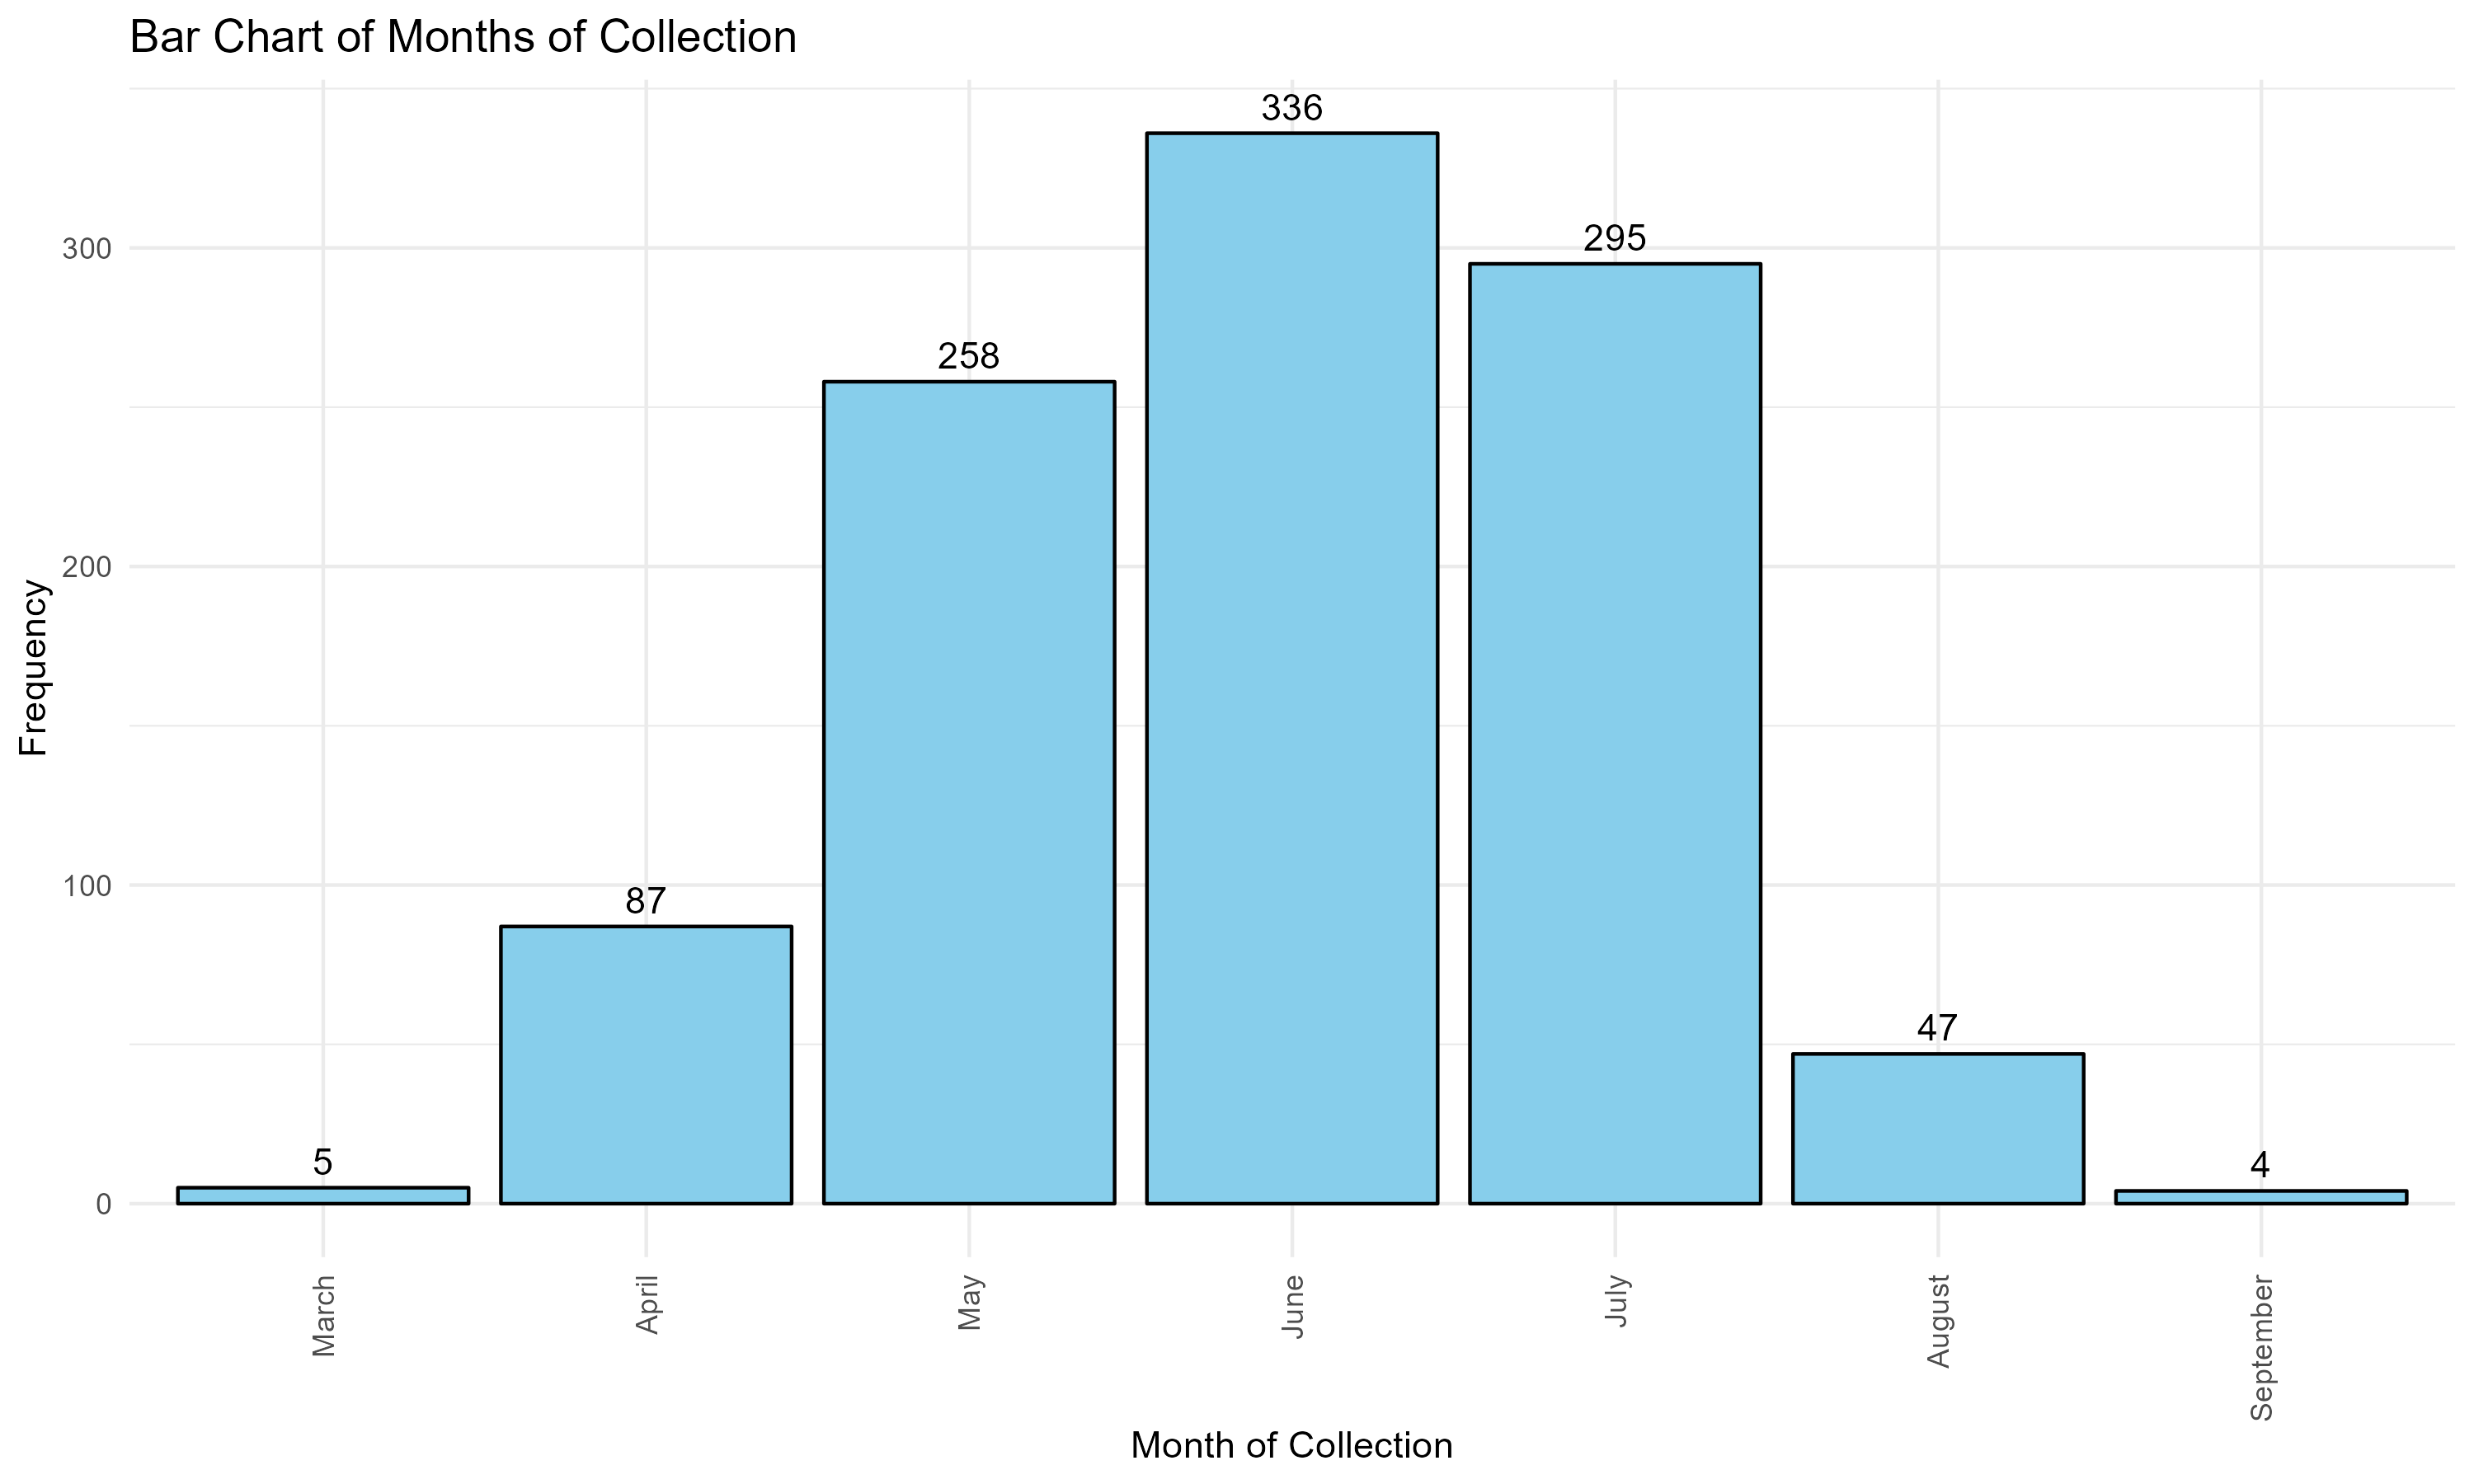 Bar Chart of Months of Collection
336
295
258
87
47
5
4
300
200
100
0
Frequency
March
April
May
June
July
August
September
Month of Collection